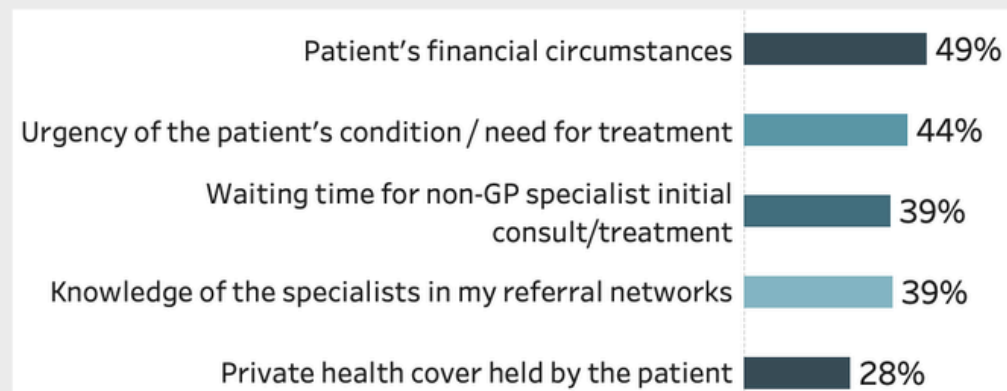 Patient's financial circumstances 49%
Urgency of the patient's condition / need for treatment 44%
Waiting time for non-GP specialist initial
consult/treatment 39%
Knowledge of the specialists in my referral networks 39%
Private health cover held by the patient 28%